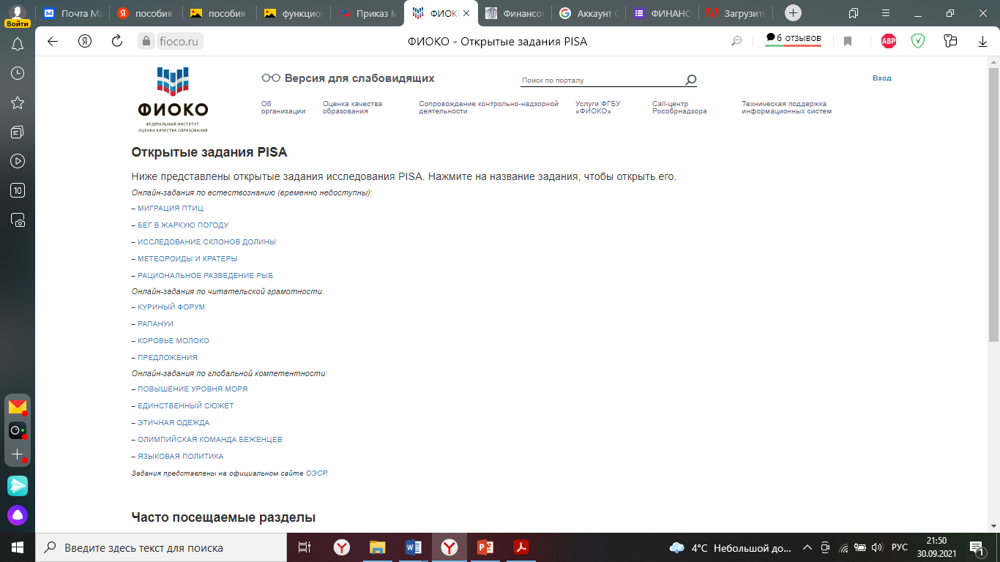 Почта Ма
пособия
пособия
функцион
Приказ М
ФИОКО
Финансов
Аккаунт G
ФИНАНС
Загрузите
Войти
fioco.ru
ФИОКО - Открытые задания PISA
6 отзывов
ABP
10
ФИОКО
ФЕДЕРАЛЬНЫЙ ИНСТИТУТ
ОЦЕНКИ КАЧЕСТВА ОБРАЗОВАНИЯ
Версия для слабовидящих
Поиск по порталу
Вход
Об
организации
Оценка качества
образования
Сопровождение контрольно-надзорной
деятельности
Услуги ФГБУ
«ФИОКО»
Call-центр
Рособрнадзора
Техническая поддержка
информационных систем
Открытые задания PISA
Ниже представлены открытые задания исследования PISA. Нажмите на название задания, чтобы открыть его.
Онлайн-задания по естествознанию (временно недоступны):
– МИГРАЦИЯ ПТИЦ
– БЕГ В ЖАРКУЮ ПОГОДУ
– ИССЛЕДОВАНИЕ СКЛОНОВ ДОЛИНЫ
– МЕТЕОРОИДЫ И КРАТЕРЫ
– РАЦИОНАЛЬНОЕ РАЗВЕДЕНИЕ РЫБ
Онлайн-задания по читательской грамотности:
– КУРИНЫЙ ФОРУМ
– РАПАНУИ
– КОРОВЬЕ МОЛОКО
– ПРЕДЛОЖЕНИЯ
Онлайн-задания по глобальной компетентности:
– ПОВЫШЕНИЕ УРОВНЯ МОРЯ
– ЕДИНСТВЕННЫЙ СЮЖЕТ
– ЭТИЧНАЯ ОДЕЖДА
– ОЛИМПИЙСКАЯ КОМАНДА БЕЖЕНЦЕВ
– ЯЗЫКОВАЯ ПОЛИТИКА
Задания представлены на официальном сайте ОЭСР.
Часто посещаемые разделы
Введите здесь текст для поиска
4°C Небольшой до...
РУС
21:50
30.09.2021
1